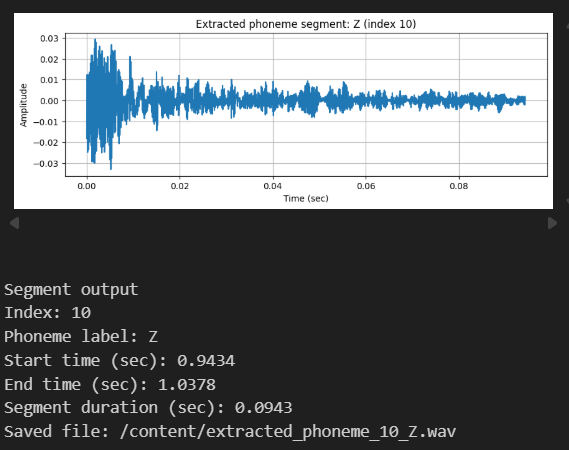 Extracted phoneme segment: Z (index 10)
0.03
0.02
0.01
0.00
−0.01
−0.02
−0.03
Amplitude
0.00 0.02 0.04 0.06 0.08
Time (sec)
Segment output
Index: 10
Phoneme label: Z
Start time (sec): 0.9434
End time (sec): 1.0378
Segment duration (sec): 0.0943
Saved file: /content/extracted_phoneme_10_Z.wav